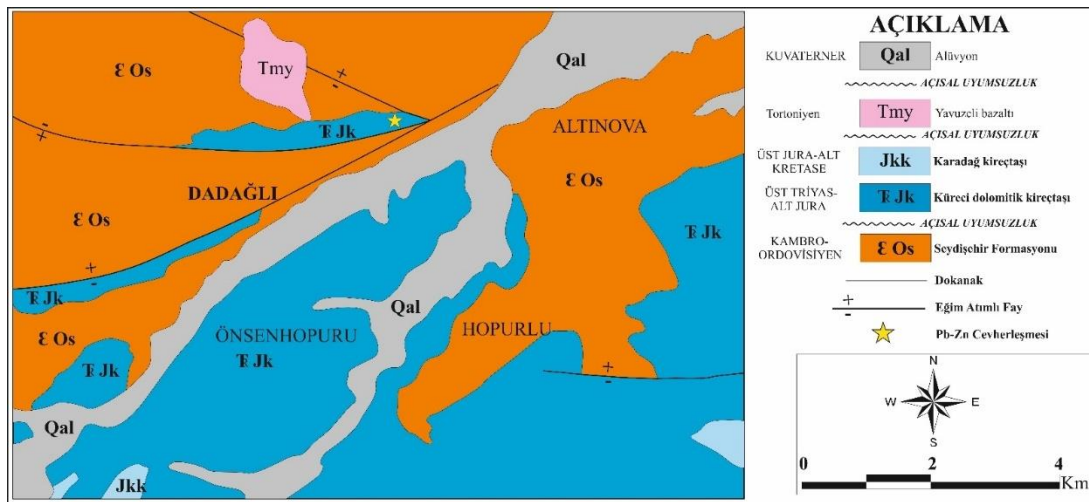 Qal
Ɛ Os
Tmy
+
-
-
+
Ŧ Jk
ALTINOVA
Ɛ Os
DADAĞLI
Ɛ Os
+
-
Ŧ Jk
Ŧ Jk
Qal
Ɛ Os
ÖNSENHOPURU
HOPURLU
Ŧ Jk
Ŧ Jk
+
-
Qal
Jkk
AÇIKLAMA
KUVATERNER Qal Alüvyon
AÇISAL UYUMSUZLUK
Tortoniyen Tmy Yavuzeli bazaltı
AÇISAL UYUMSUZLUK
ÜST JURA-ALT
KRETASE Jkk Karadağ kireçtaşı
ÜST TRİYAS-
ALT JURA Ŧ Jk Küreci dolomitik kireçtaşı
AÇISAL UYUMSUZLUK
KAMBRO-
ORDOVİSİYEN Ɛ Os Seydişehir Formasyonu
Dokanak
+
- Eğim Atımlı Fay
Pb-Zn Cevherleşmesi
N
W E
S
0 2 4
Km